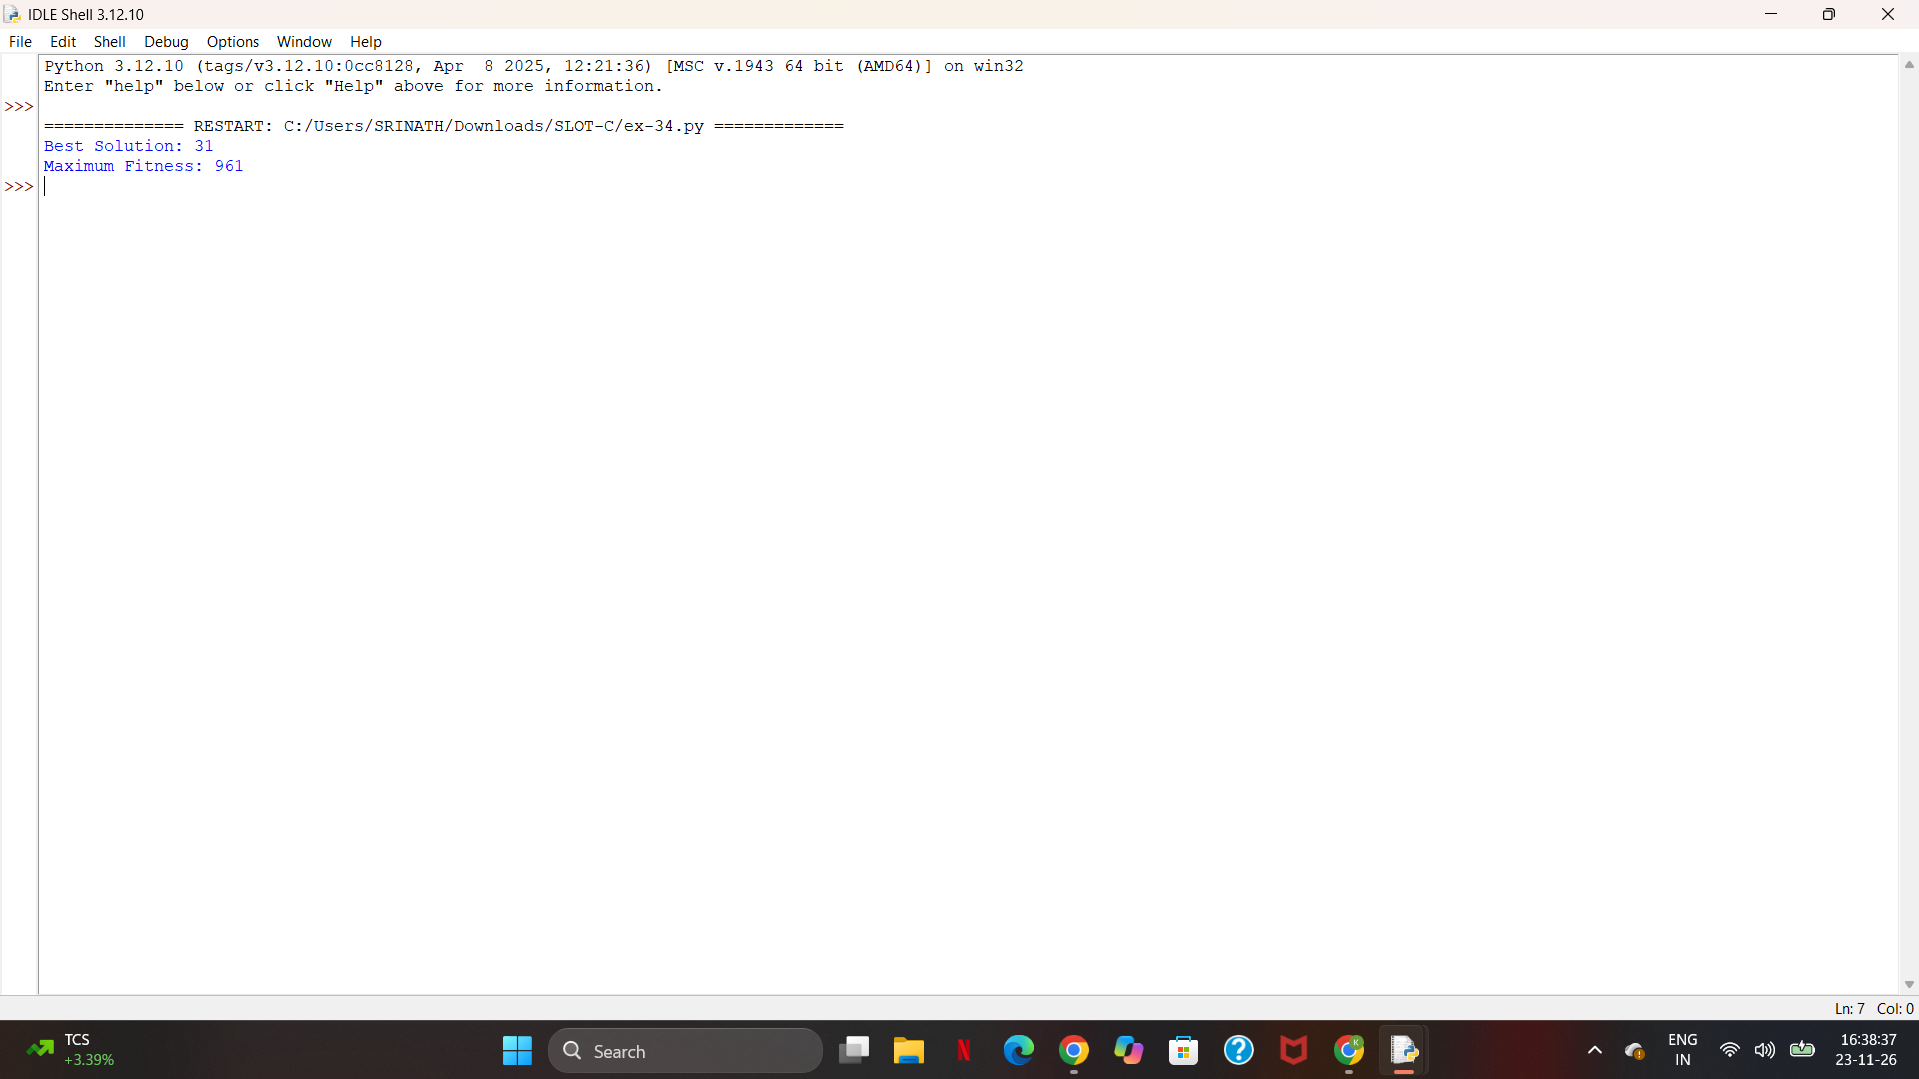 IDLE Shell 3.12.10
File Edit Shell Debug Options Window Help
Python 3.12.10 (tags/v3.12.10:0cc8128, Apr  8 2025, 12:21:36) [MSC v.1943 64 bit (AMD64)] on win32
Enter "help" below or click "Help" above for more information.
>>>
============== RESTART: C:/Users/SRINATH/Downloads/SLOT-C/ex-34.py =============
Best Solution: 31
Maximum Fitness: 961
>>>
Ln: 7 Col: 0
TCS
+3.39%
Search
N
?
K
ENG
IN
16:38:37
23-11-26